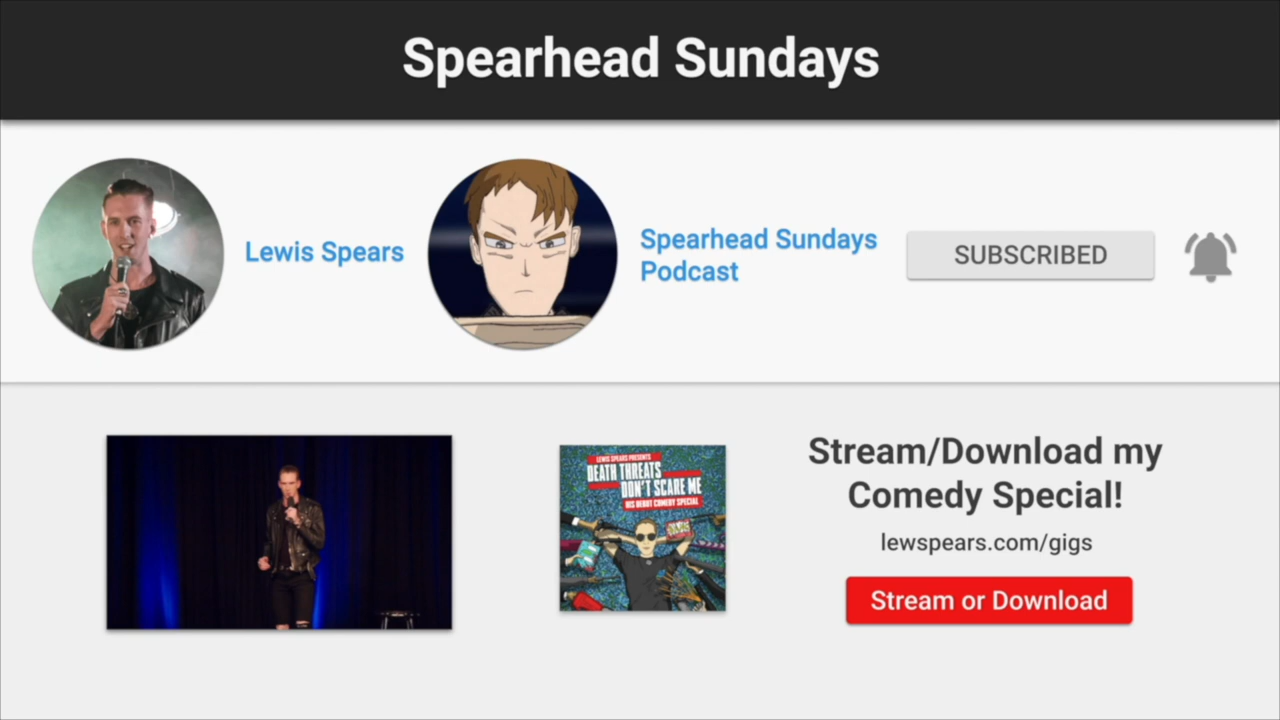 Spearhead Sundays
Lewis Spears
Spearhead Sundays
Podcast
SUBSCRIBED
LEWIS SPEARS PRESENTS
DEATH THREATS
DON'T SCARE ME
HIS DEBUT COMEDY SPECIAL
Stream/Download my
Comedy Special!
lewspears.com/gigs
Stream or Download